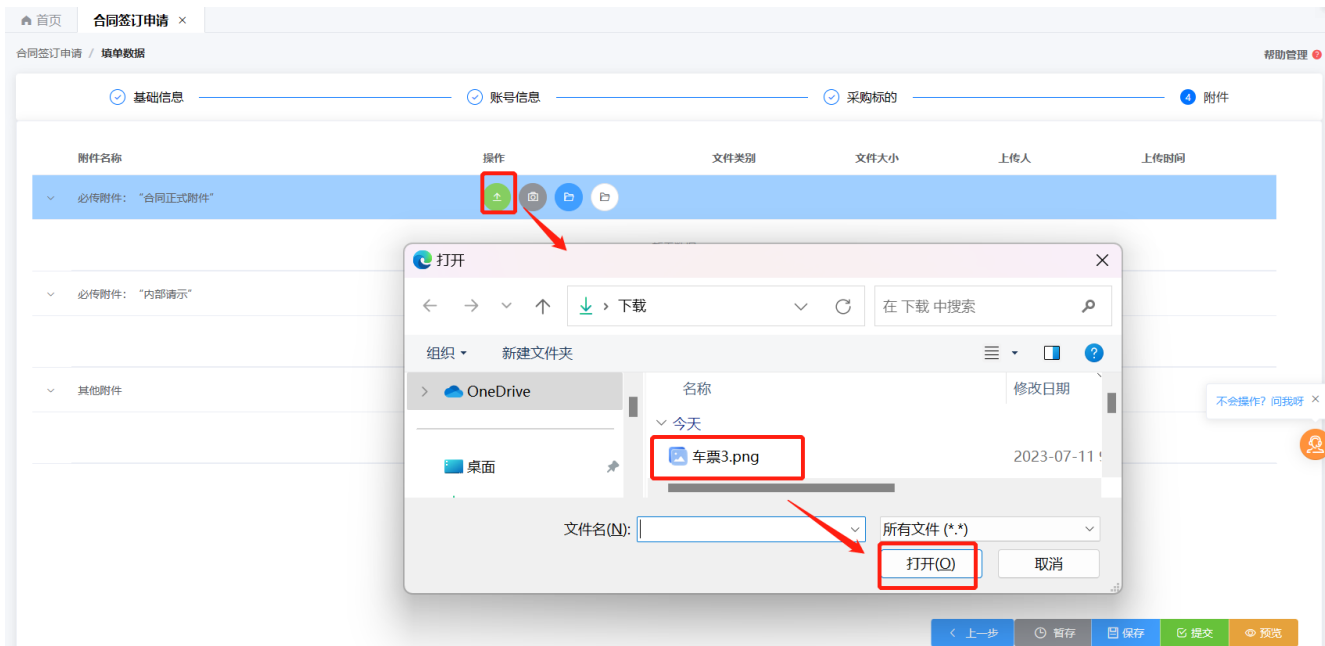 首页 合同签订申请 ×
合同签订申请 / 填单数据 帮助管理 ?
基础信息 账号信息 采购标的 4 附件
附件名称 操作 文件类别 文件大小 上传人 上传时间
必传附件： “合同正式附件”
必传附件： “内部请示”
其他附件
打开
下载
在 下载 中搜索
组织 新建文件夹
OneDrive
桌面
名称 修改日期
今天
车票3.png 2023-07-11
文件名(N): 所有文件 (*.*)
打开(O) 取消
不会操作？问我呀 ×
上一步 暂存 保存 提交 预览